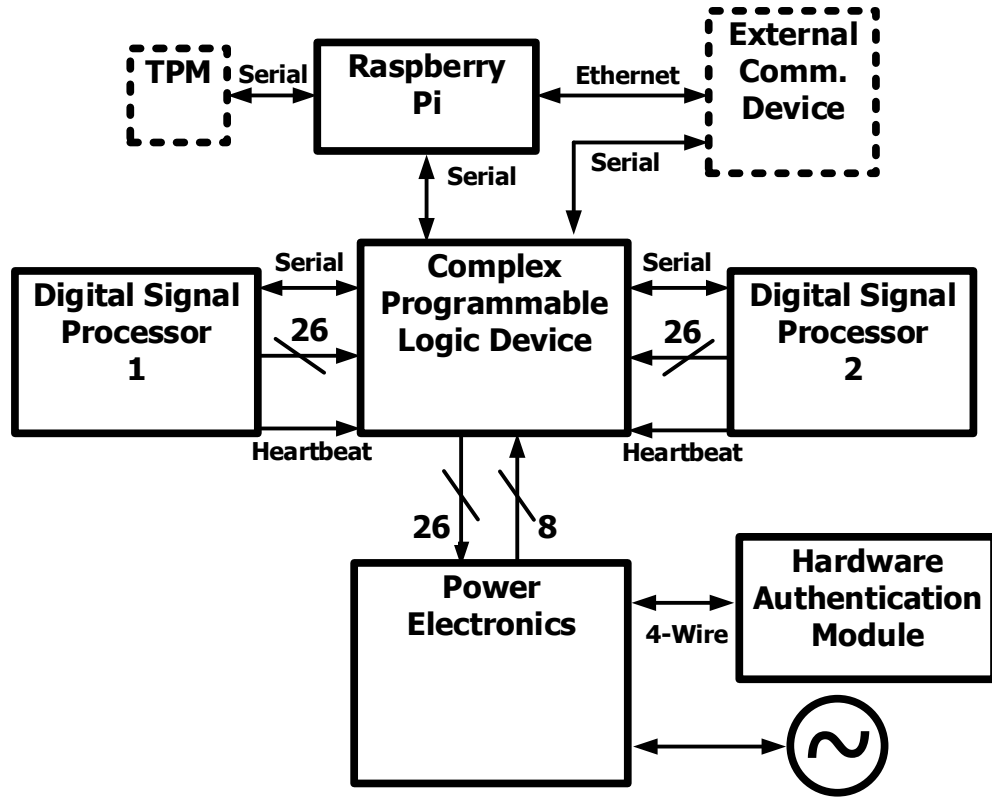 TPM
Serial
Raspberry
Pi
Ethernet
External
Comm.
Device
Serial
Serial
Digital Signal
Processor
1
Serial
26
Heartbeat
Complex
Programmable
Logic Device
Serial
26
Heartbeat
Digital Signal
Processor
2
26
8
Power
Electronics
4-Wire
Hardware
Authentication
Module